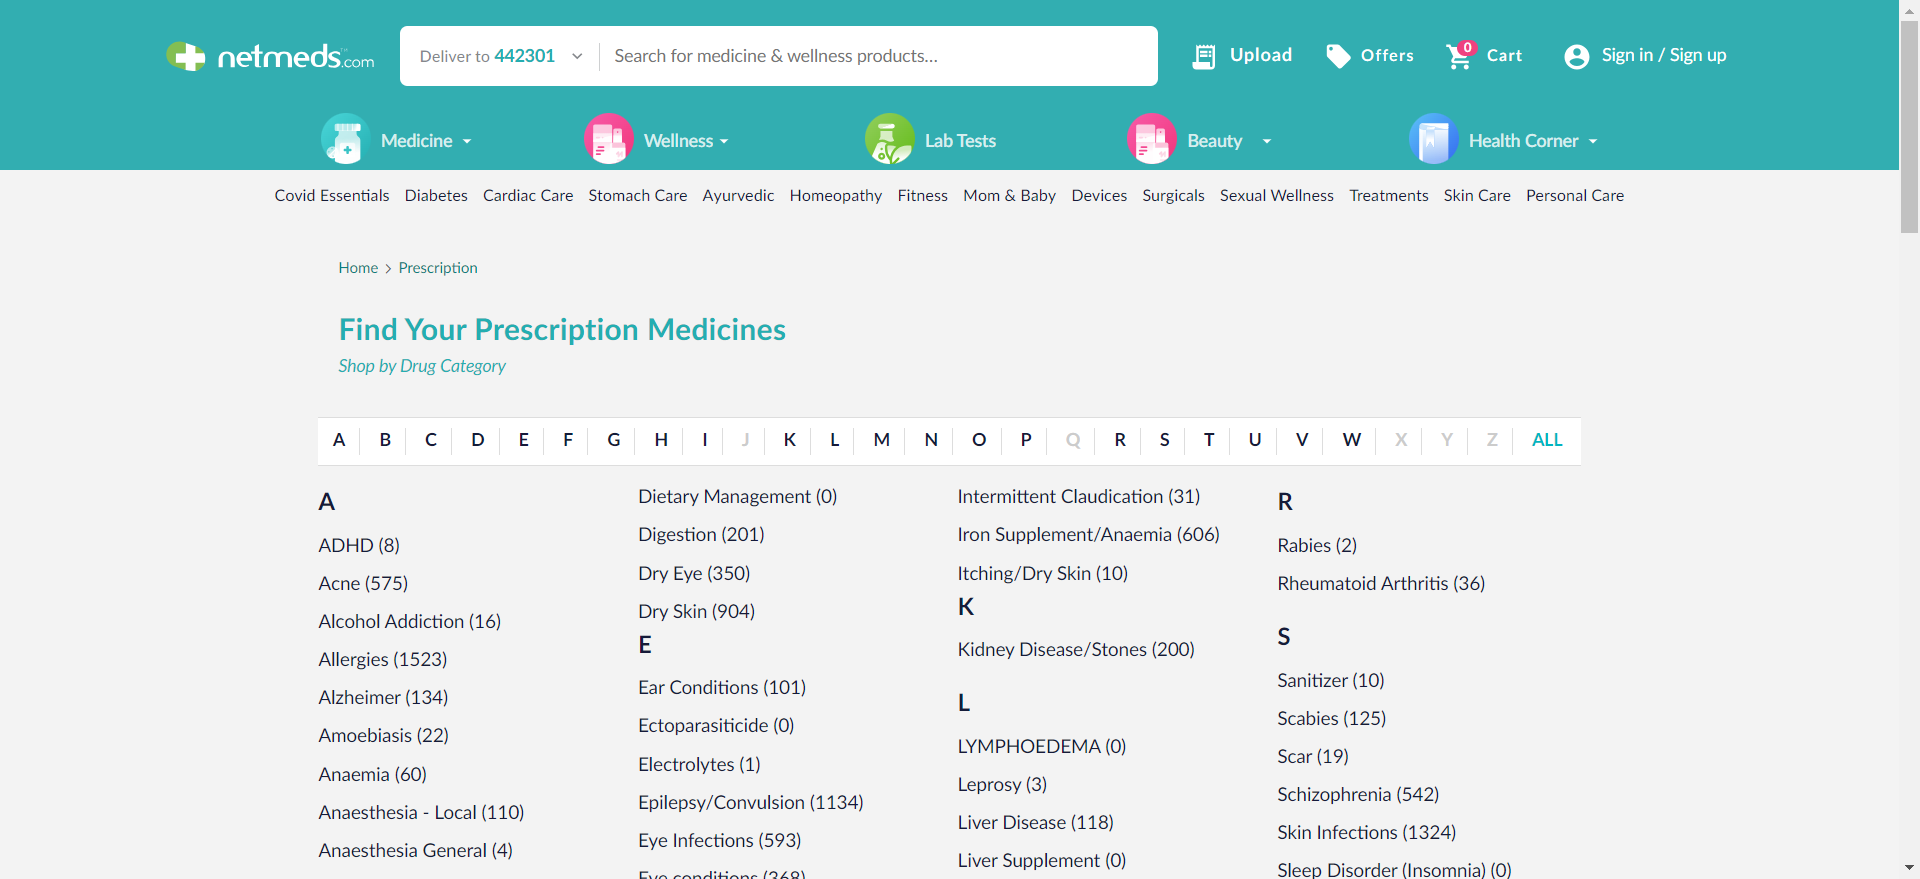 netmeds.com
Deliver to 442301
Search for medicine & wellness products...
Upload
Offers
0
Cart
Sign in / Sign up
Medicine
Wellness
Lab Tests
Beauty
Health Corner
Covid Essentials Diabetes Cardiac Care Stomach Care Ayurvedic Homeopathy Fitness Mom & Baby Devices Surgicals Sexual Wellness Treatments Skin Care Personal Care
Home > Prescription
Find Your Prescription Medicines
Shop by Drug Category
A B C D E F G H I J K L M N O P Q R S T U V W X Y Z ALL
A
ADHD (8)
Acne (575)
Alcohol Addiction (16)
Allergies (1523)
Alzheimer (134)
Amoebiasis (22)
Anaemia (60)
Anaesthesia - Local (110)
Anaesthesia General (4)
Dietary Management (0)
Digestion (201)
Dry Eye (350)
Dry Skin (904)
E
Ear Conditions (101)
Ectoparasiticide (0)
Electrolytes (1)
Epilepsy/Convulsion (1134)
Eye Infections (593)
Eye conditions (368)
Intermittent Claudication (31)
Iron Supplement/Anaemia (606)
Itching/Dry Skin (10)
K
Kidney Disease/Stones (200)
L
LYMPHOEDEMA (0)
Leprosy (3)
Liver Disease (118)
Liver Supplement (0)
R
Rabies (2)
Rheumatoid Arthritis (36)
S
Sanitizer (10)
Scabies (125)
Scar (19)
Schizophrenia (542)
Skin Infections (1324)
Sleep Disorder (Insomnia) (0)